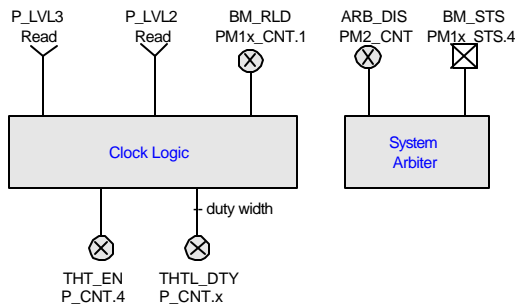 P_LVL3
Read
P_LVL2
Read
BM_RLD
PM1x_CNT.1
ARB_DIS
PM2_CNT
BM_STS
PM1x_STS.4
Clock Logic
System
Arbiter
duty width
THT_EN
P_CNT.4
THTL_DTY
P_CNT.x